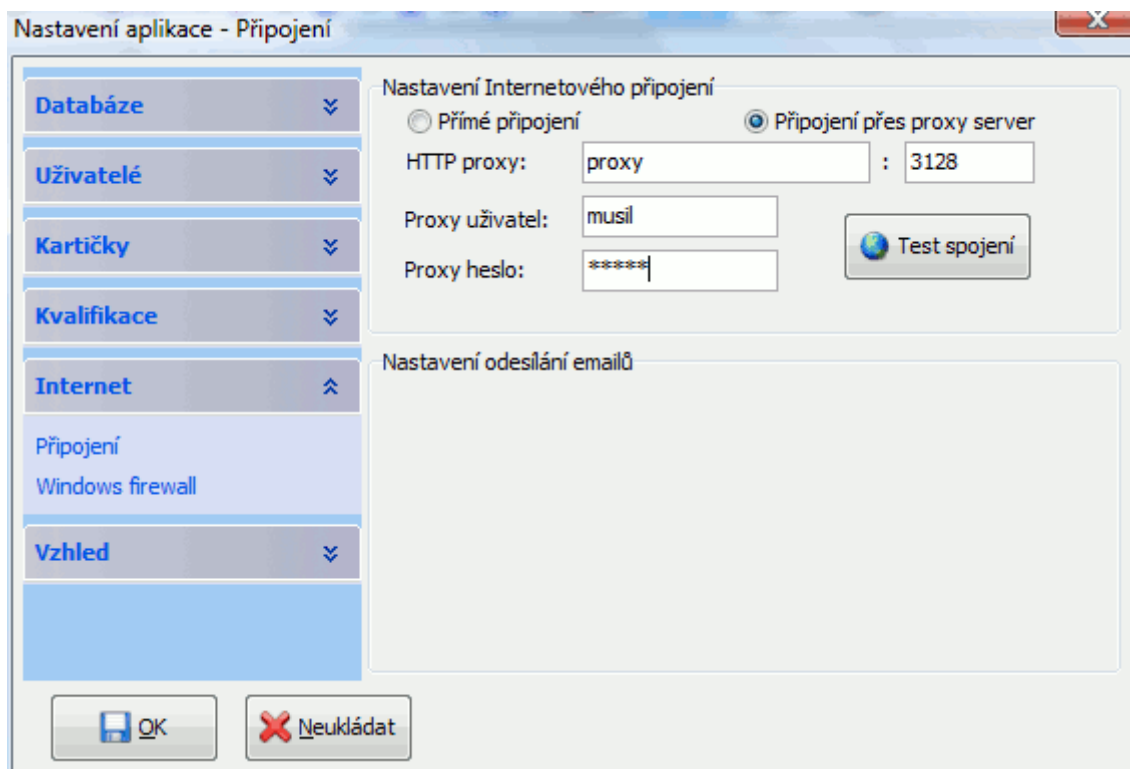 Nastavení aplikace - Připojení
Databáze
Uživatelé
Kartičky
Kvalifikace
Internet
Připojení
Windows firewall
Vzhled
Nastavení Internetového připojení
Přímé připojení
Připojení přes proxy server
HTTP proxy: proxy : 3128
Proxy uživatel: musil
Proxy heslo: *****
Test spojení
Nastavení odesílání emailů
OK
Neukládat